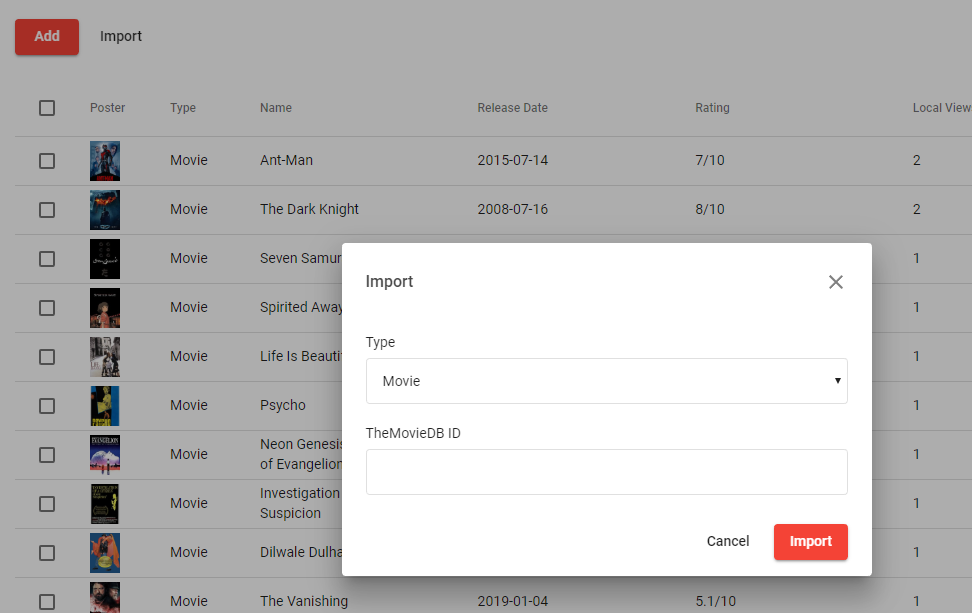 Add Import
Poster Type Name Release Date Rating Local View
Movie Ant-Man 2015-07-14 7/10 2
Movie The Dark Knight 2008-07-16 8/10 2
Movie Seven Samur 1
Movie Spirited Away 1
Movie Life Is Beauti 1
Movie Psycho 1
Movie Neon Genesis 1
of Evangelion
Movie Investigation 1
Suspicion
Movie Dilwale Dulha 1
Movie The Vanishing 2019-01-04 5.1/10 1
Import
Type
Movie
TheMovieDB ID
Cancel Import